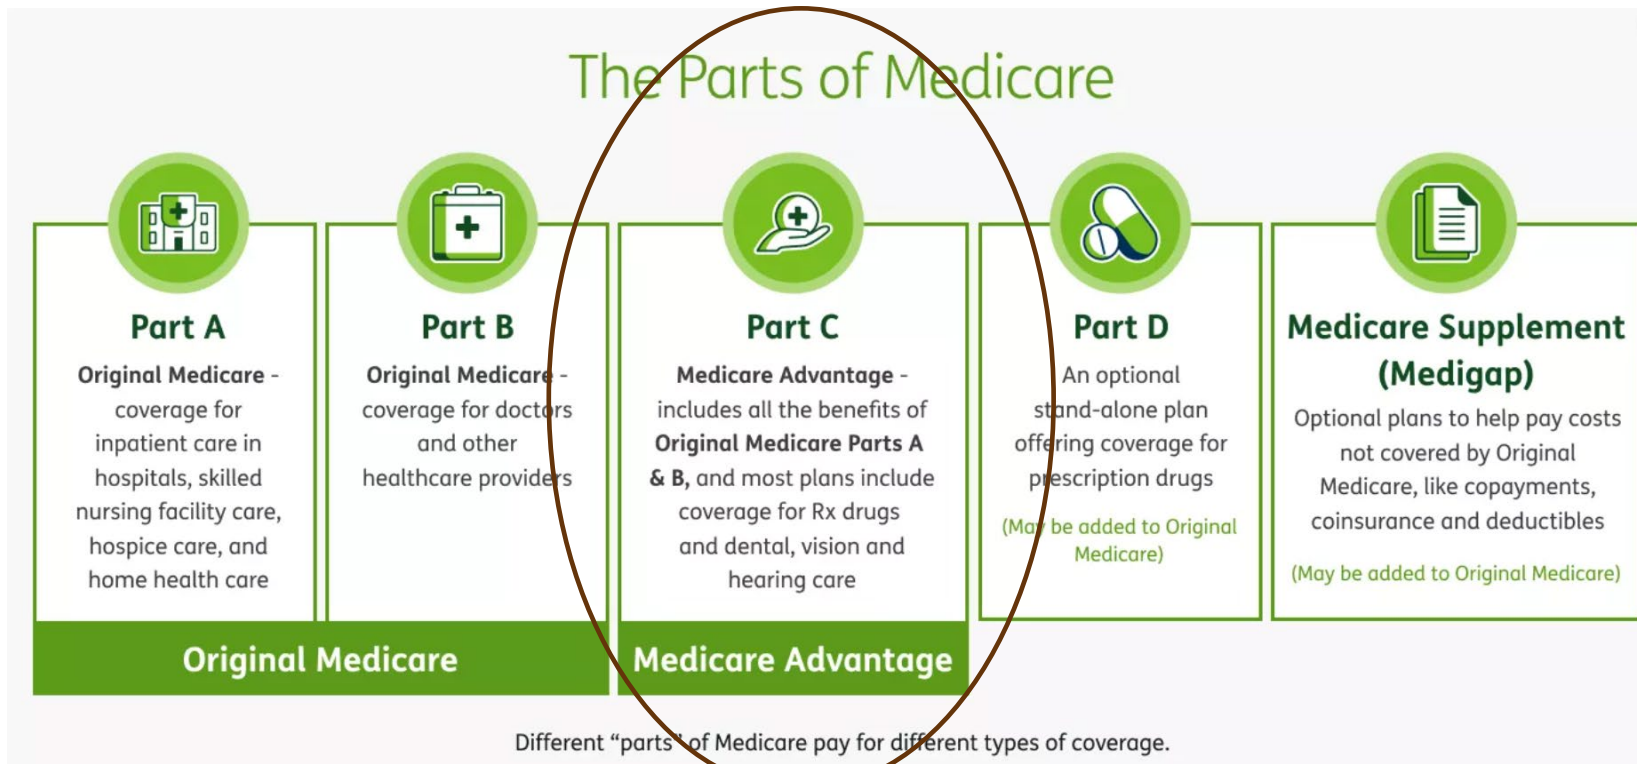 The Parts of Medicare
Part A
Original Medicare -
coverage for
inpatient care in
hospitals, skilled
nursing facility care,
hospice care, and
home health care
Part B
Original Medicare -
coverage for doctors
and other
healthcare providers
Original Medicare
Part C
Medicare Advantage -
includes all the benefits of
Original Medicare Parts A
& B, and most plans include
coverage for Rx drugs
and dental, vision and
hearing care
Medicare Advantage
Part D
An optional
stand-alone plan
offering coverage for
prescription drugs
(May be added to Original
Medicare)
Medicare Supplement
(Medigap)
Optional plans to help pay costs
not covered by Original
Medicare, like copayments,
coinsurance and deductibles
(May be added to Original Medicare)
Different “parts” of Medicare pay for different types of coverage.